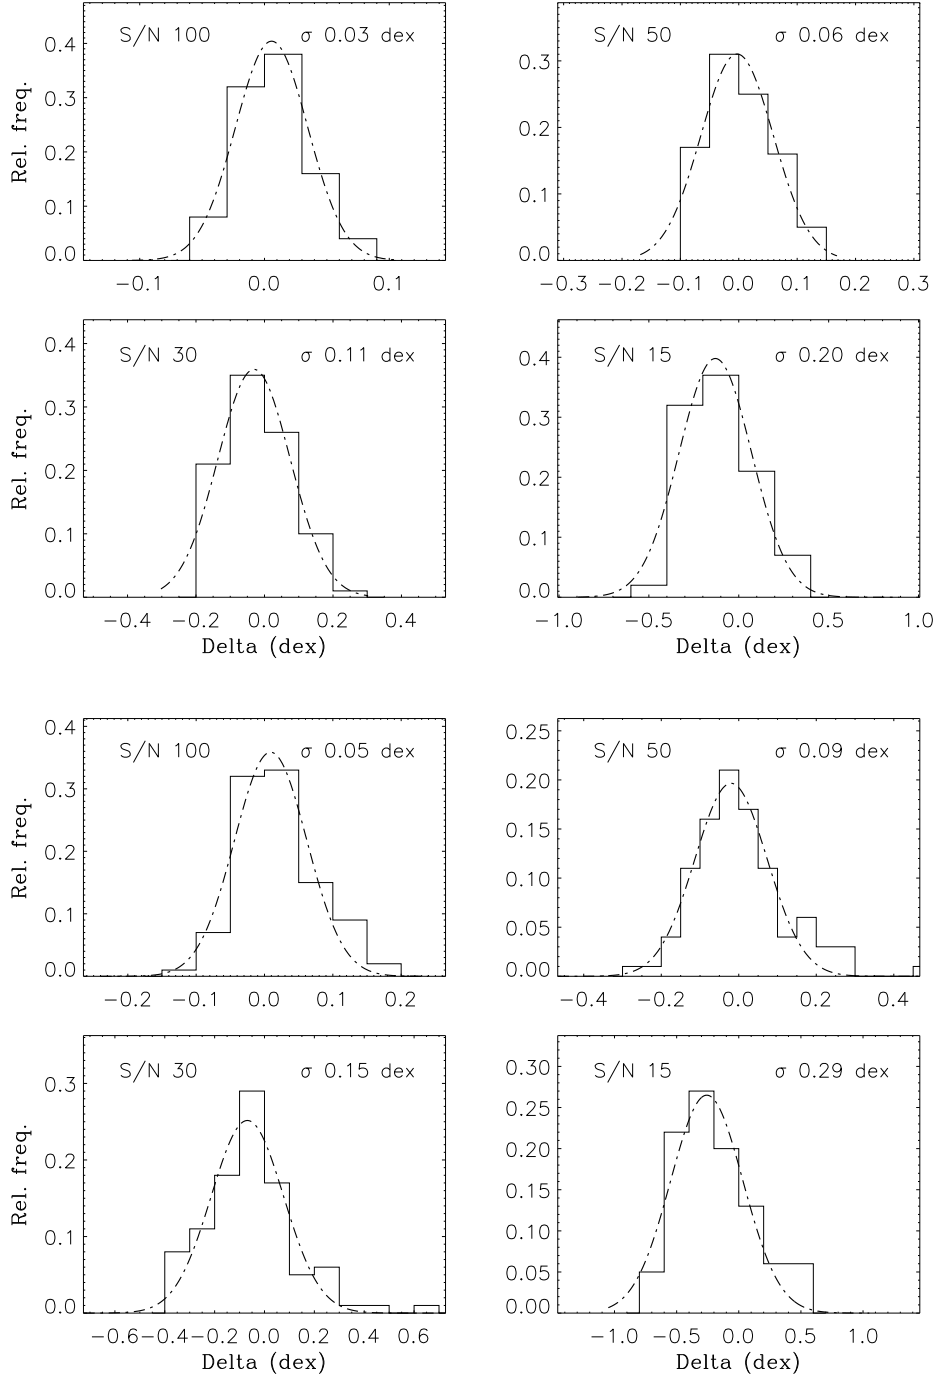 S/N 100 σ 0.03 dex
0.4
0.3
0.2
0.1
0.0
Rel. freq.
−0.1 0.0 0.1
S/N 50 σ 0.06 dex
0.3
0.2
0.1
0.0
−0.3 −0.2 −0.1 0.0 0.1 0.2 0.3
S/N 30 σ 0.11 dex
0.4
0.3
0.2
0.1
0.0
Rel. freq.
−0.4 −0.2 0.0 0.2 0.4
Delta (dex)
S/N 15 σ 0.20 dex
0.4
0.3
0.2
0.1
0.0
−1.0 −0.5 0.0 0.5 1.0
Delta (dex)
S/N 100 σ 0.05 dex
0.4
0.3
0.2
0.1
0.0
Rel. freq.
−0.2 −0.1 0.0 0.1 0.2
S/N 50 σ 0.09 dex
0.25
0.20
0.15
0.10
0.05
0.00
−0.4 −0.2 0.0 0.2 0.4
S/N 30 σ 0.15 dex
0.3
0.2
0.1
0.0
Rel. freq.
−0.6 −0.4 −0.2 0.0 0.2 0.4 0.6
Delta (dex)
S/N 15 σ 0.29 dex
0.30
0.25
0.20
0.15
0.10
0.05
0.00
−1.0 −0.5 0.0 0.5 1.0
Delta (dex)